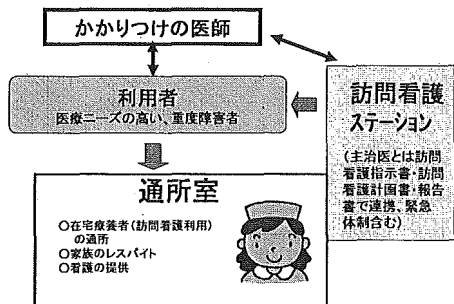 かかりつけの医師
利用者
医療ニーズの高い、重度障害者
訪問看護
ステーション
(主治医とは訪問
看護指示書・訪問
看護計画書・報告
書で連携、緊急
体制含む)
通所室
○在宅療養者(訪問看護利用)
の通所
○家族のレスパイト
○看護の提供